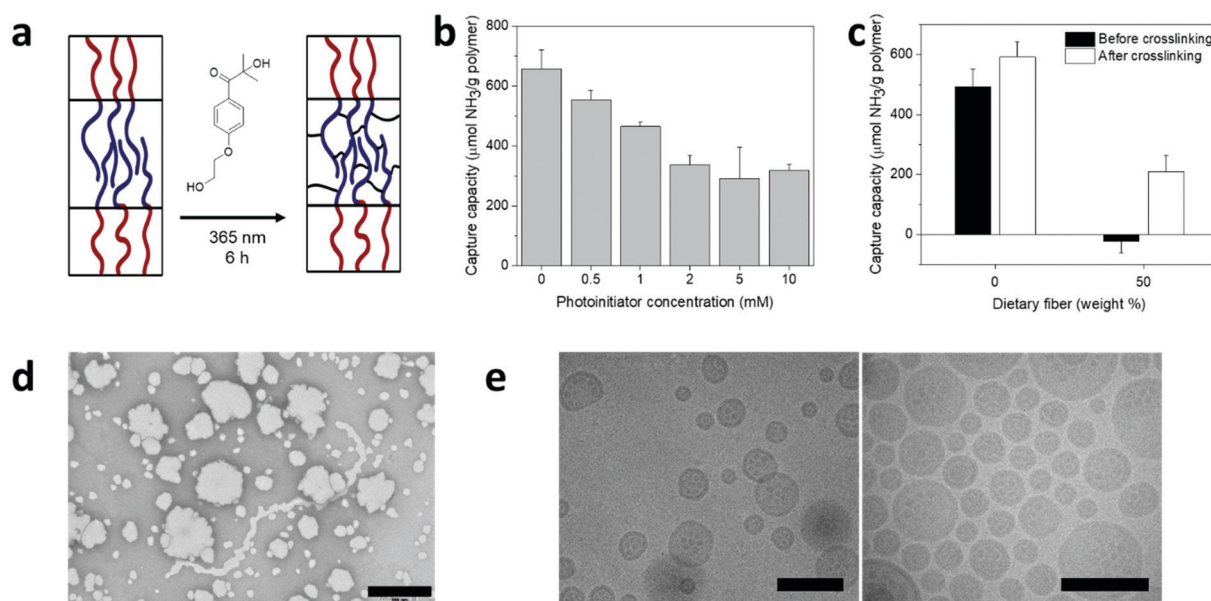 a
OH
O
O
HO
365 nm
6 h
b
Capture capacity (µmol NH3/g polymer)
800
600
400
200
0
0 0.5 1 2 5 10
Photoinitiator concentration (mM)
c
Capture capacity (µmol NH3/g polymer)
Before crosslinking
After crosslinking
600
400
200
0
0 50
Dietary fiber (weight %)
d
e